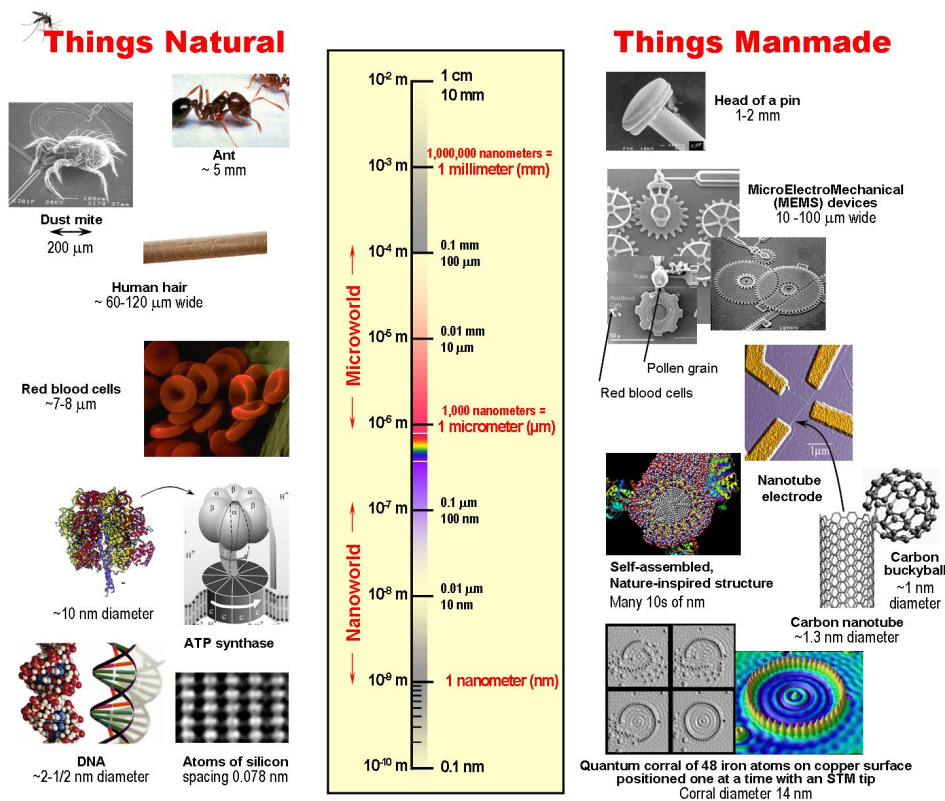 Things Natural
Ant
~ 5 mm
Dust mite
200 μm
Human hair
~ 60-120 μm wide
Red blood cells
~7-8 μm
~10 nm diameter
α
β
β
α
α
H⁺
H⁺
c
c
c
c
ATP synthase
DNA
~2-1/2 nm diameter
Atoms of silicon
spacing 0.078 nm
10⁻² m
1 cm
10 mm
10⁻³ m
1,000,000 nanometers =
1 millimeter (mm)
10⁻⁴ m
0.1 mm
100 μm
10⁻⁵ m
0.01 mm
10 μm
10⁻⁶ m
1,000 nanometers =
1 micrometer (μm)
10⁻⁷ m
0.1 μm
100 nm
10⁻⁸ m
0.01 μm
10 nm
10⁻⁹ m
1 nanometer (nm)
10⁻¹⁰ m
0.1 nm
Microworld
Nanoworld
Things Manmade
Head of a pin
1-2 mm
MicroElectroMechanical
(MEMS) devices
10 -100 μm wide
Pollen
Red Blood
Cells
Pollen grain
Red blood cells
1μm
Nanotube
electrode
Self-assembled,
Nature-inspired structure
Many 10s of nm
Carbon
buckyball
~1 nm
diameter
Carbon nanotube
~1.3 nm diameter
Quantum corral of 48 iron atoms on copper surface
positioned one at a time with an STM tip
Corral diameter 14 nm